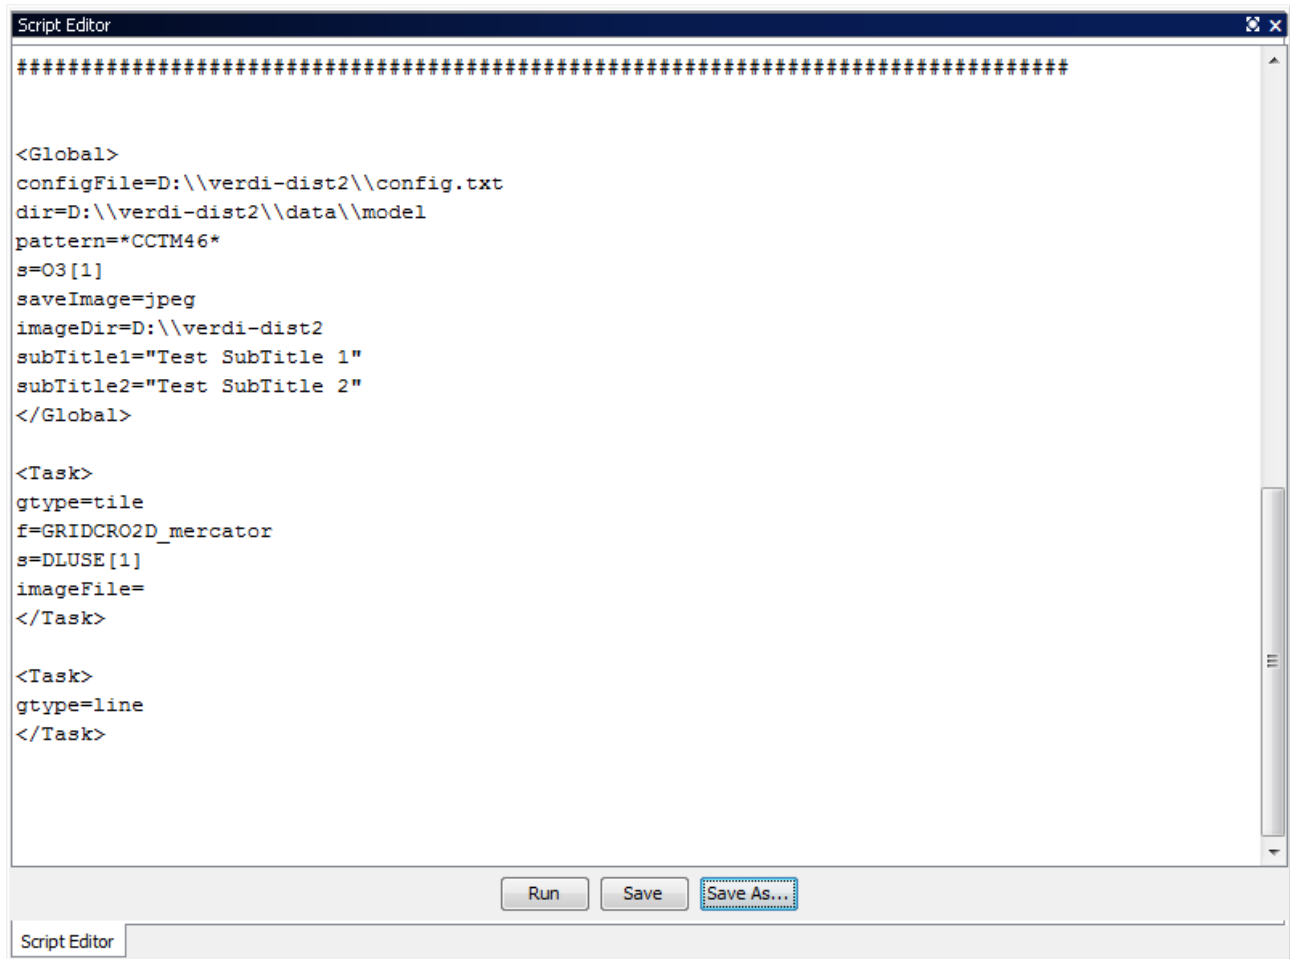 Script Editor
##################################################################################
<Global>
configFile=D:\\verdi-dist2\\config.txt
dir=D:\\verdi-dist2\\data\\model
pattern=*CCTM46*
s=O3[1]
saveImage=jpeg
imageDir=D:\\verdi-dist2
subTitle1="Test SubTitle 1"
subTitle2="Test SubTitle 2"
</Global>
<Task>
gtype=tile
f=GRIDCRO2D_mercator
s=DLUSE[1]
imageFile=
</Task>
<Task>
gtype=line
</Task>
Run Save Save As...
Script Editor